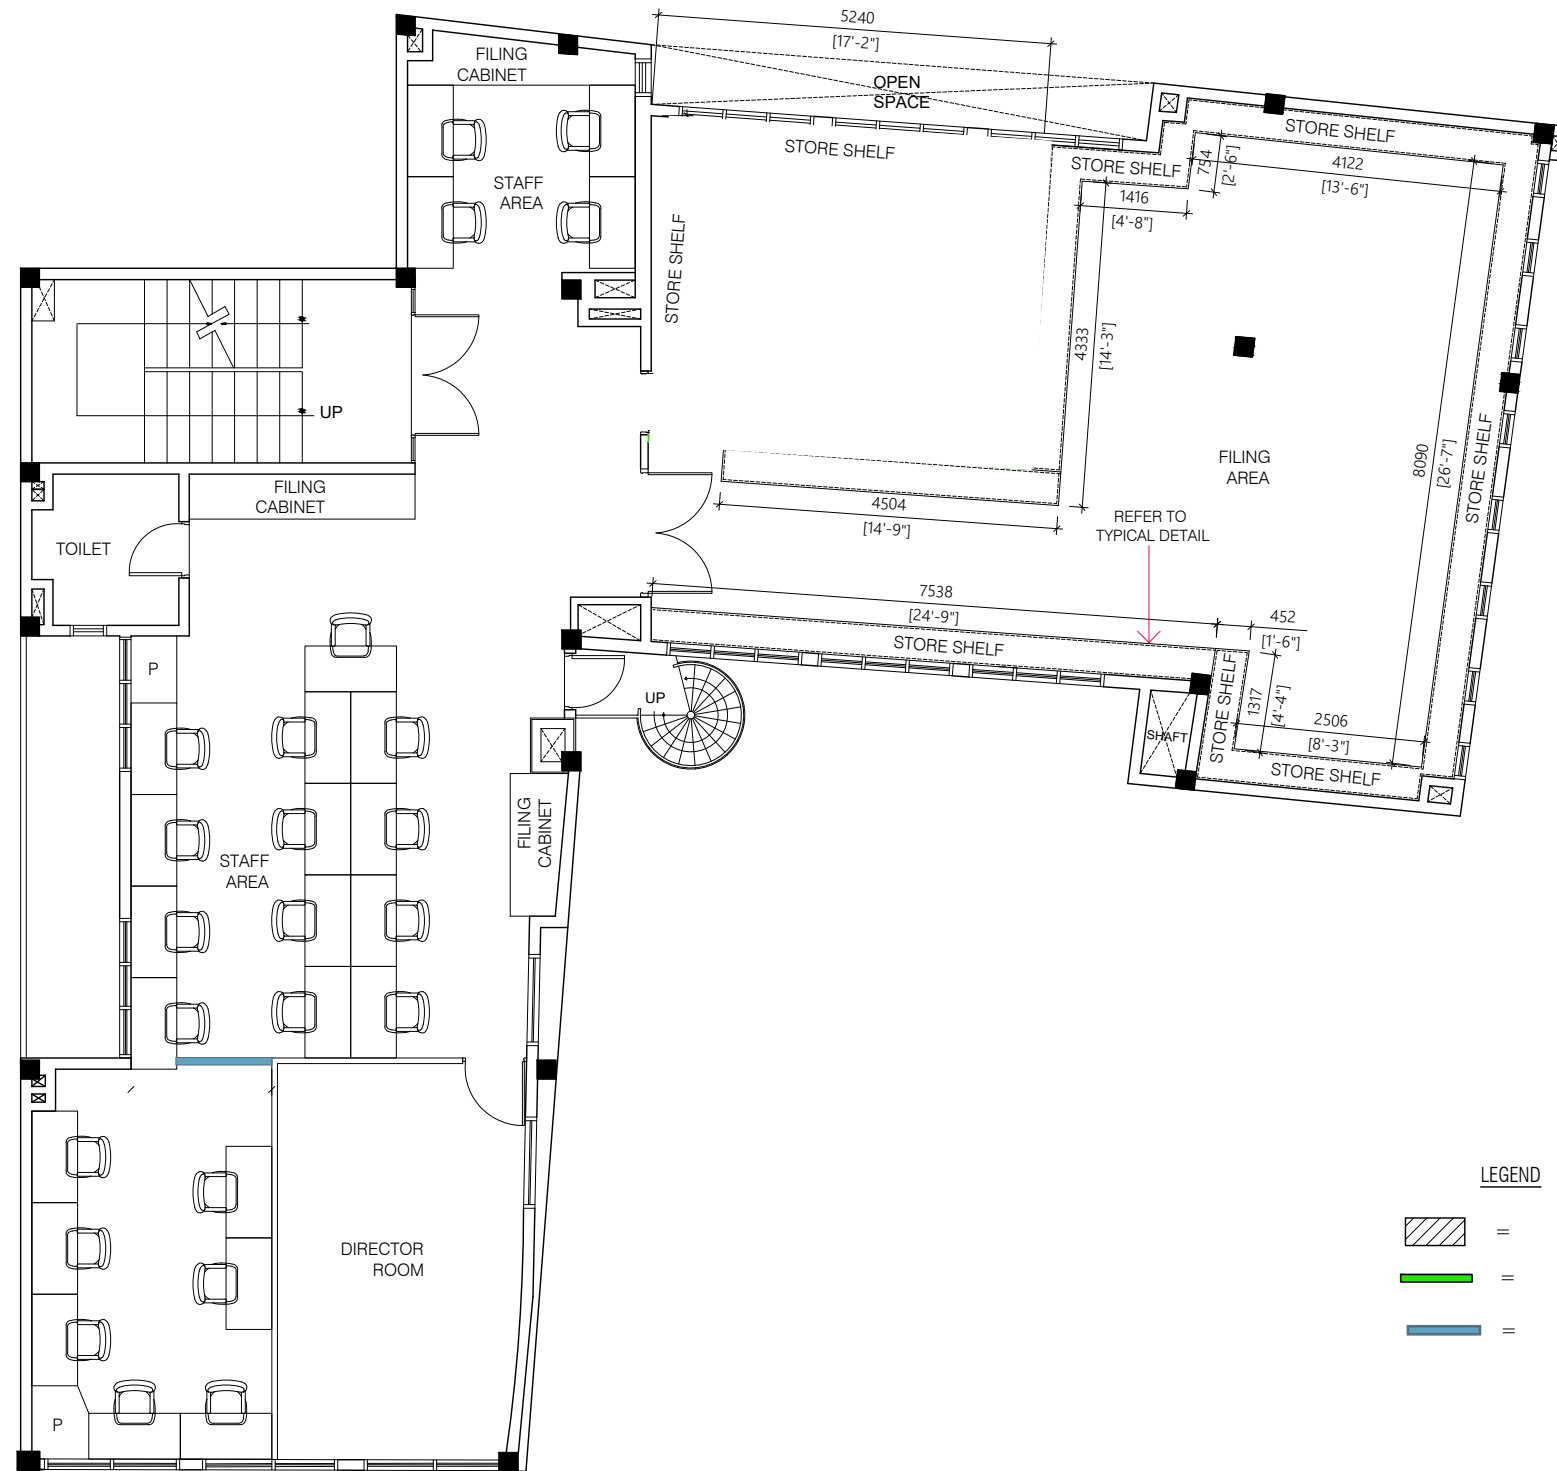 5240
[17'-2"]
FILING
CABINET
OPEN
SPACE
STORE SHELF
STORE SHELF
STORE SHELF
754
[2'-6"]
4122
[13'-6"]
STAFF
AREA
1416
[4'-8"]
STORE SHELF
4333
[14'-3"]
UP
FILING
AREA
8090
[26'-7"]
STORE SHELF
FILING
CABINET
4504
[14'-9"]
REFER TO
TYPICAL DETAIL
TOILET
7538
[24'-9"]
452
[1'-6"]
STORE SHELF
P
UP
STORE SHELF
1317
[4'-4"]
2506
[8'-3"]
SHAFT
STORE SHELF
FILING
CABINET
STAFF
AREA
DIRECTOR
ROOM
P
LEGEND
=
=
=